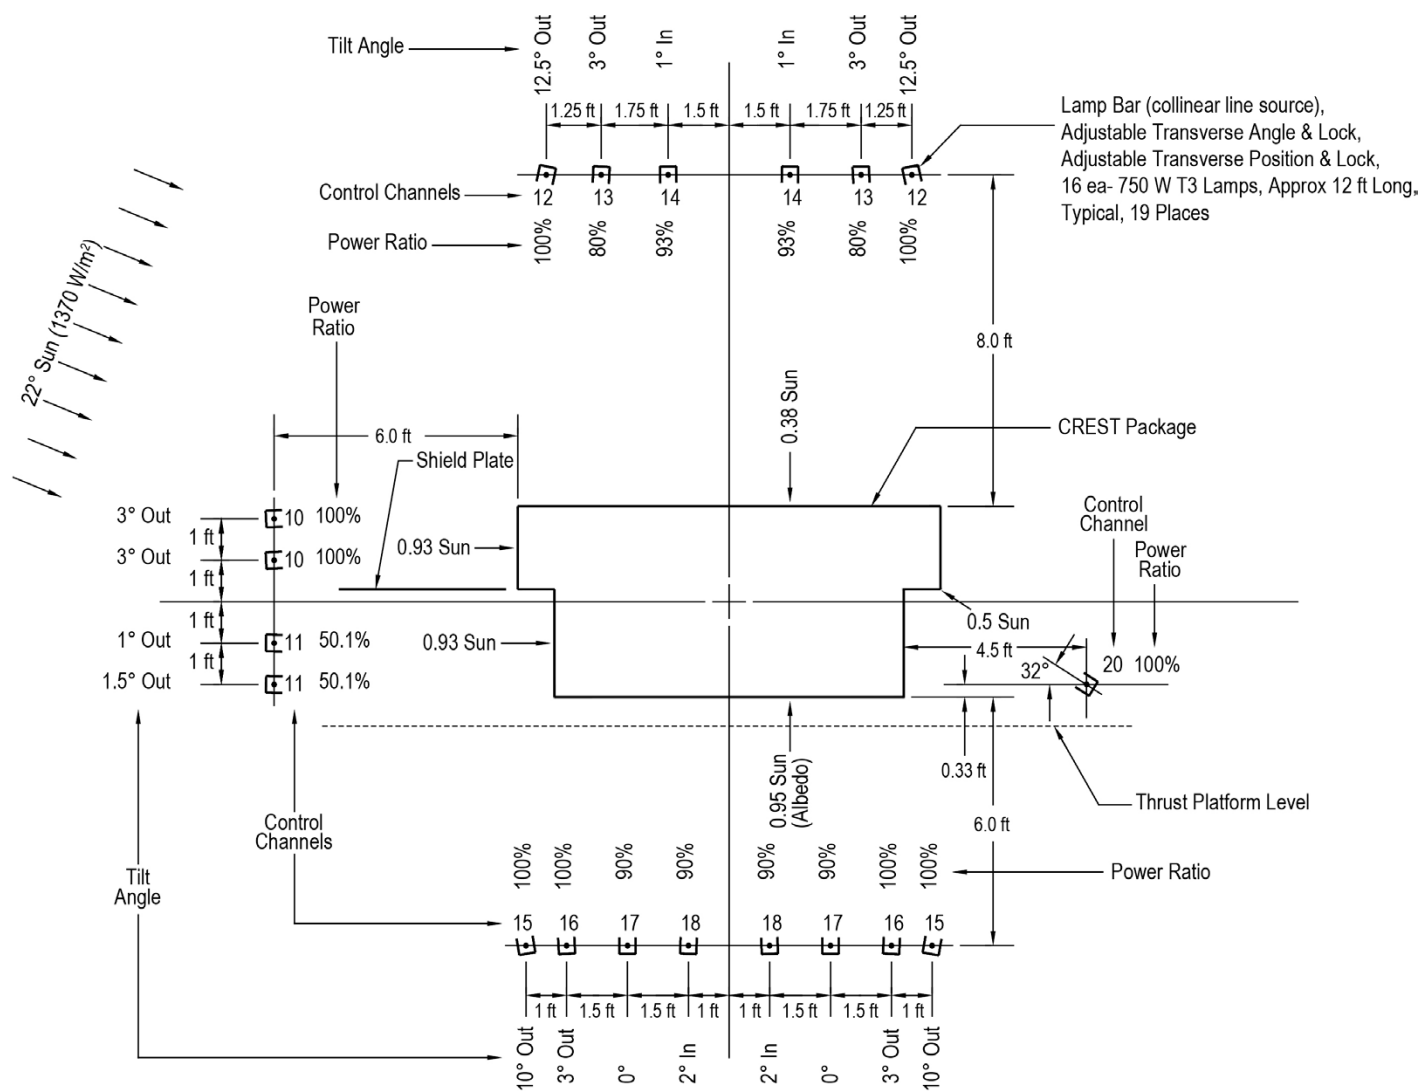 Tilt Angle
12.5° Out
3° Out
1° In
1° In
3° Out
12.5° Out
1.25 ft
1.75 ft
1.5 ft
1.5 ft
1.75 ft
1.25 ft
Lamp Bar (collinear line source),
Adjustable Transverse Angle & Lock,
Adjustable Transverse Position & Lock,
16 ea- 750 W T3 Lamps, Approx 12 ft Long,
Typical, 19 Places
Control Channels
12
13
14
14
13
12
Power Ratio
100%
80%
93%
93%
80%
100%
22° Sun (1370 W/m²)
Power
Ratio
8.0 ft
0.38 Sun
6.0 ft
CREST Package
Shield Plate
3° Out
10
100%
1 ft
3° Out
10
100%
1 ft
0.93 Sun
Control
Channel
Power
Ratio
1 ft
1° Out
11
50.1%
1 ft
1.5° Out
11
50.1%
0.93 Sun
0.5 Sun
4.5 ft
32°
20
100%
0.33 ft
Thrust Platform Level
0.95 Sun
(Albedo)
6.0 ft
Control
Channels
Tilt
Angle
100%
100%
90%
90%
90%
90%
100%
100%
Power Ratio
15
16
17
18
18
17
16
15
1 ft
1.5 ft
1.5 ft
1 ft
1 ft
1.5 ft
1.5 ft
1 ft
10° Out
3° Out
0°
2° In
2° In
0°
3° Out
10° Out